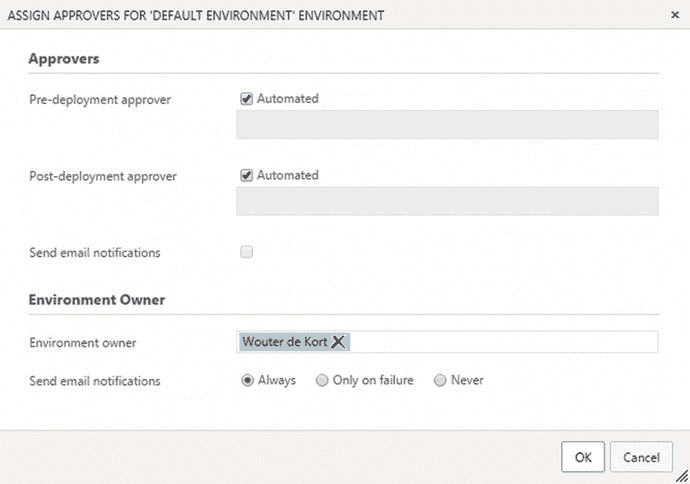 ASSIGN APPROVERS FOR 'DEFAULT ENVIRONMENT' ENVIRONMENT
Approvers
Pre-deployment approver Automated
Post-deployment approver Automated
Send email notifications
Environment Owner
Environment owner Wouter de Kort
Send email notifications Always Only on failure Never
OK Cancel